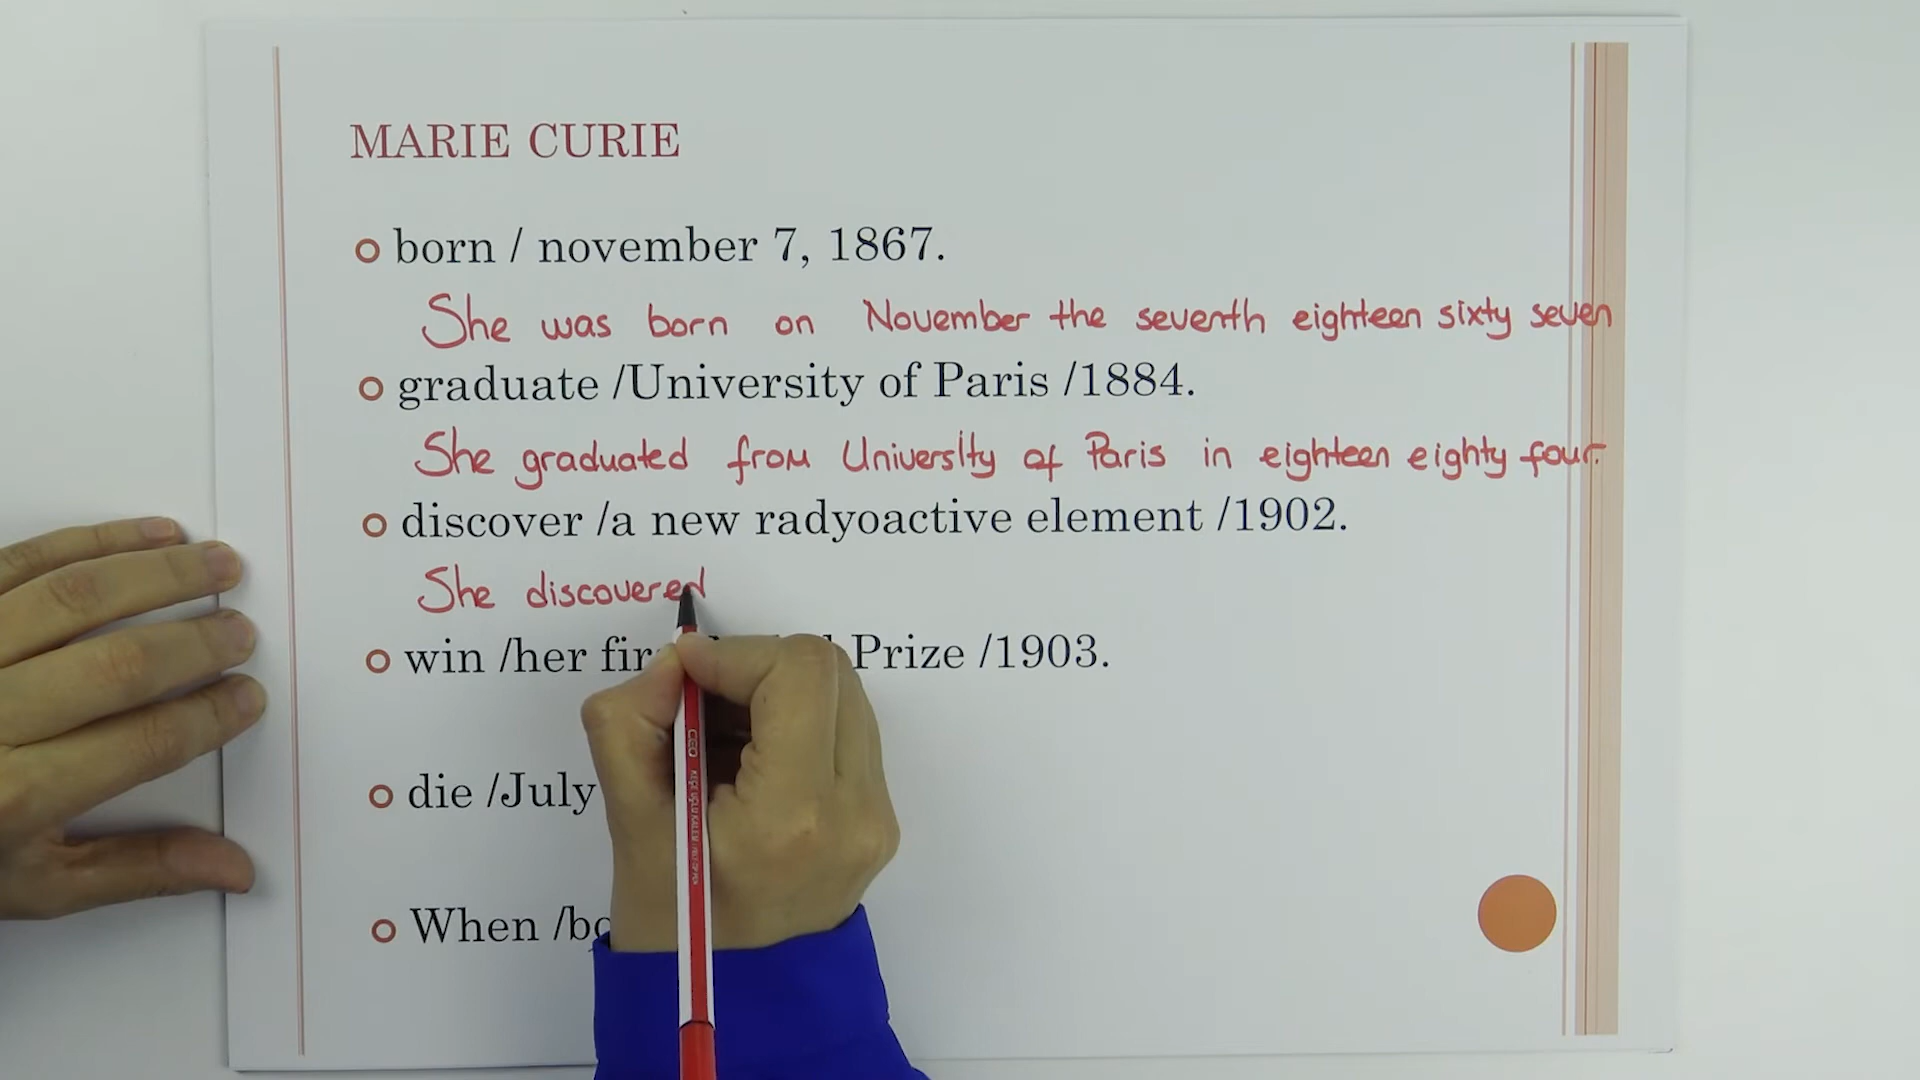 MARIE CURIE
born / november 7, 1867.
She was born on November the seventh eighteen sixty seven
graduate /University of Paris /1884.
She graduated from University of Paris in eighteen eighty four.
discover /a new radyoactive element /1902.
She discovered
win /her Prize /1903.
die /July
When
CEO